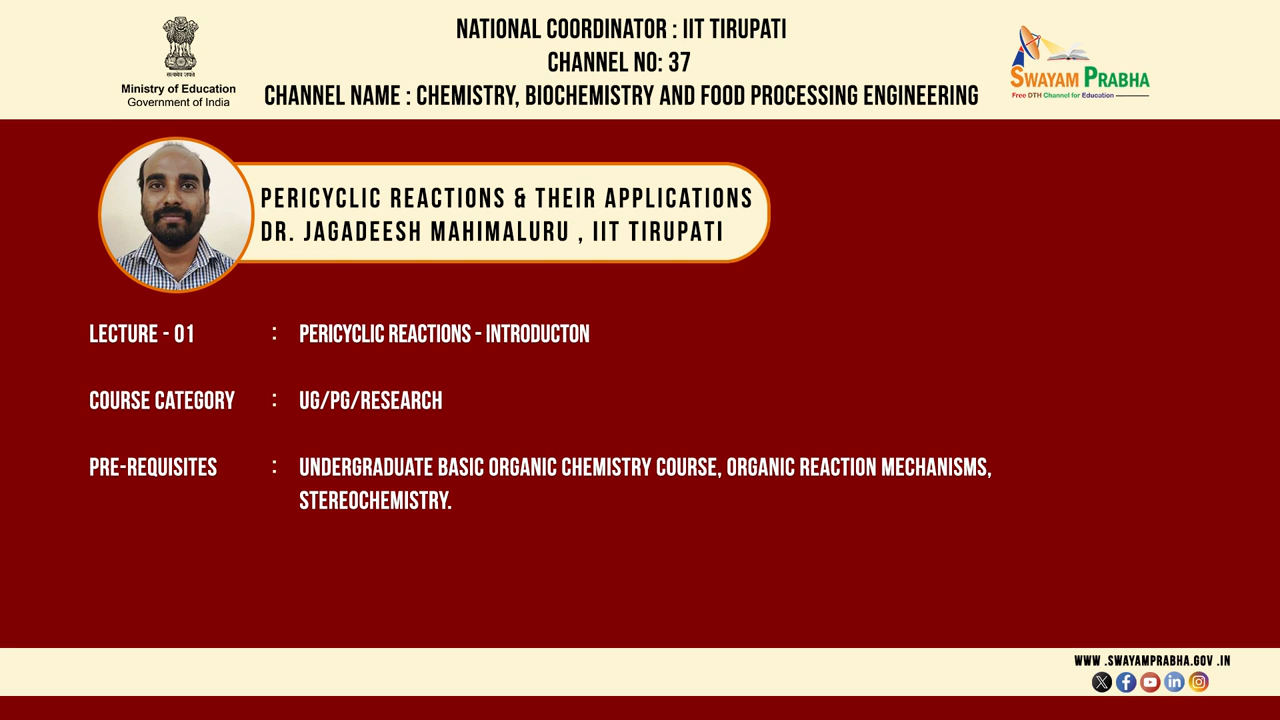 NATIONAL COORDINATOR : IIT TIRUPATI
CHANNEL NO: 37
CHANNEL NAME : CHEMISTRY, BIOCHEMISTRY AND FOOD PROCESSING ENGINEERING
सत्यमेव जयते
Ministry of Education
Government of India
SWAYAM PRABHA
Free DTH Channel for Education
PERICYCLIC REACTIONS & THEIR APPLICATIONS
DR. JAGADEESH MAHIMALURU , IIT TIRUPATI
LECTURE - 01 : PERICYCLIC REACTIONS - INTRODUCTON
COURSE CATEGORY : UG/PG/RESEARCH
PRE-REQUISITES : UNDERGRADUATE BASIC ORGANIC CHEMISTRY COURSE, ORGANIC REACTION MECHANISMS,
STEREOCHEMISTRY.
WWW .SWAYAMPRABHA.GOV .IN